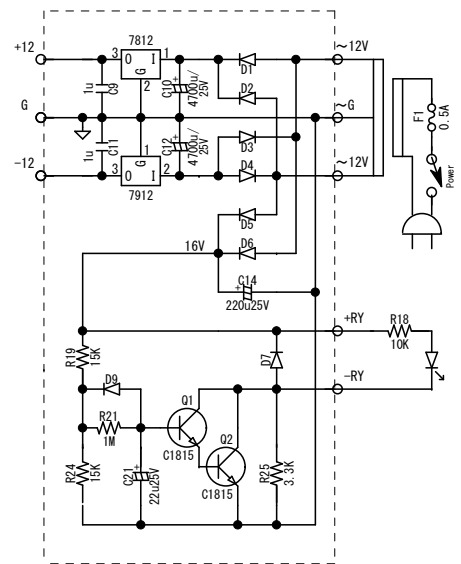 7812
+12
3 O I 1
G
2
1u
C9
C10
4700u/
25V
D1
~12V
D2
G
~G
F1
0.5A
1u
C11
C12
4700u/
25V
D3
-12
G
1
3 O I 2
7912
D4
~12V
Power
D5
16V
D6
C14
220u25V
+RY
R18
10K
R19
15K
D7
D9
-RY
R21
1M
Q1
C1815
Q2
C1815
R24
15K
C21
22u25V
R25
3.3K